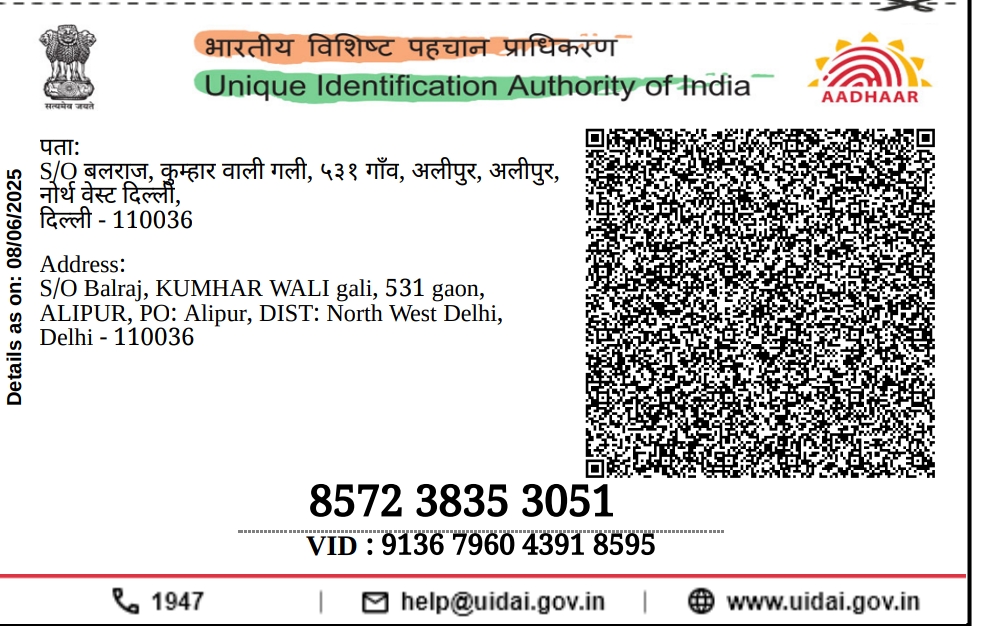 भारतीय विशिष्ट पहचान प्राधिकरण
Unique Identification Authority of India
सत्यमेव जयते
AADHAAR
Details as on: 08/06/2025
पता:
S/O बलराज, कुम्हार वाली गली, ५३१ गाँव, अलीपुर, अलीपुर,
नोर्थ वेस्ट दिल्ली,
दिल्ली - 110036
Address:
S/O Balraj, KUMHAR WALI gali, 531 gaon,
ALIPUR, PO: Alipur, DIST: North West Delhi,
Delhi - 110036
8572 3835 3051
VID : 9136 7960 4391 8595
1947 | help@uidai.gov.in | www.uidai.gov.in